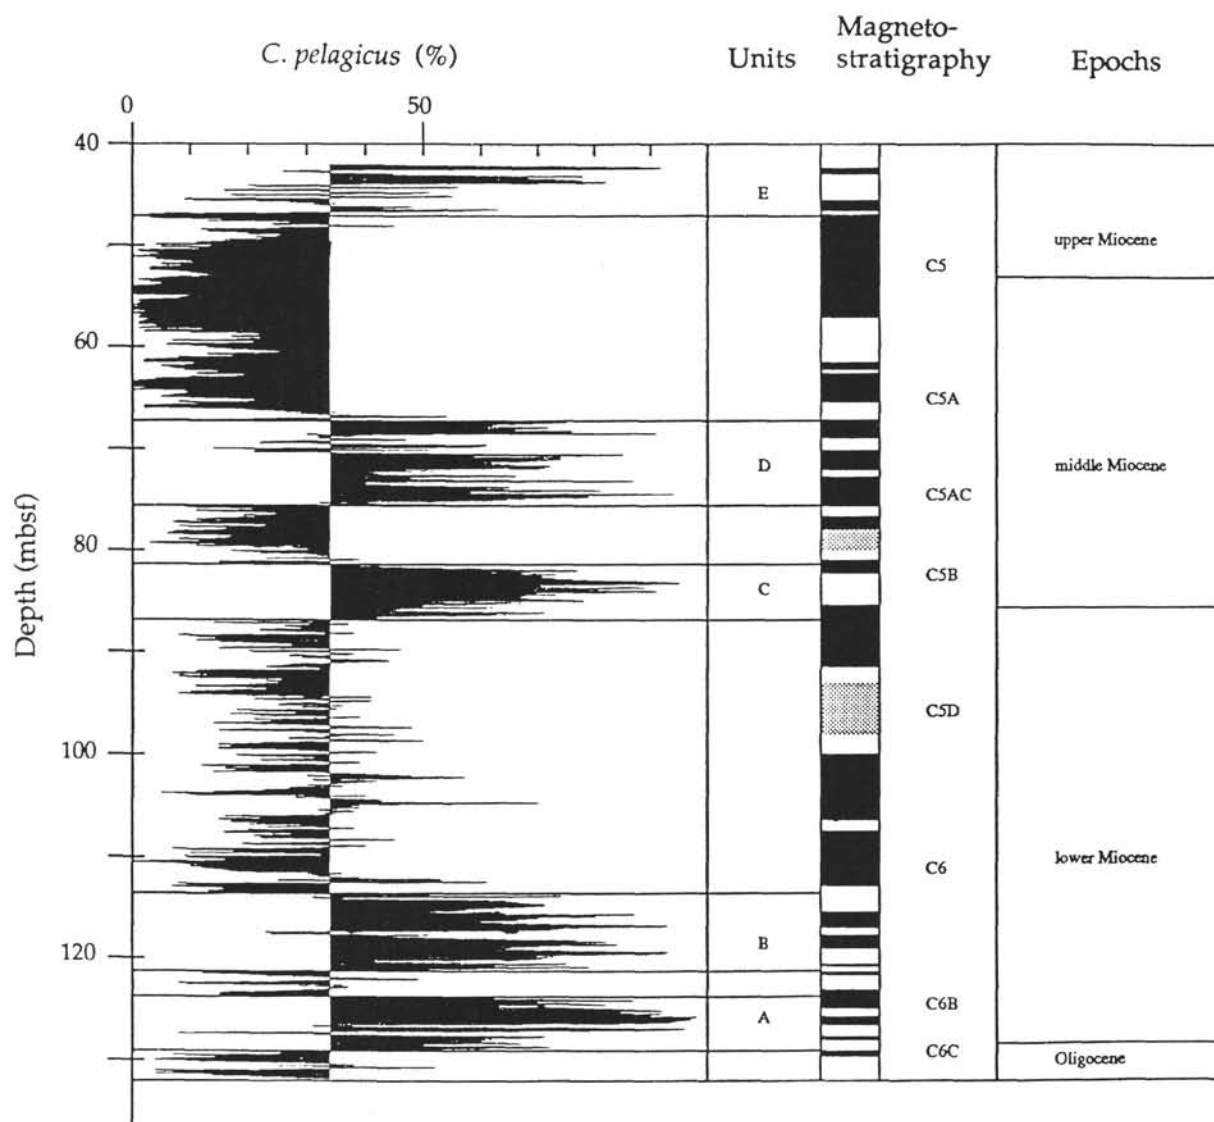 C. pelagicus (%)
Units
Magneto-
stratigraphy
Epochs
0
50
40
60
80
100
120
Depth (mbsf)
E
D
C
B
A
C5
C5A
C5AC
C5B
C5D
C6
C6B
C6C
upper Miocene
middle Miocene
lower Miocene
Oligocene